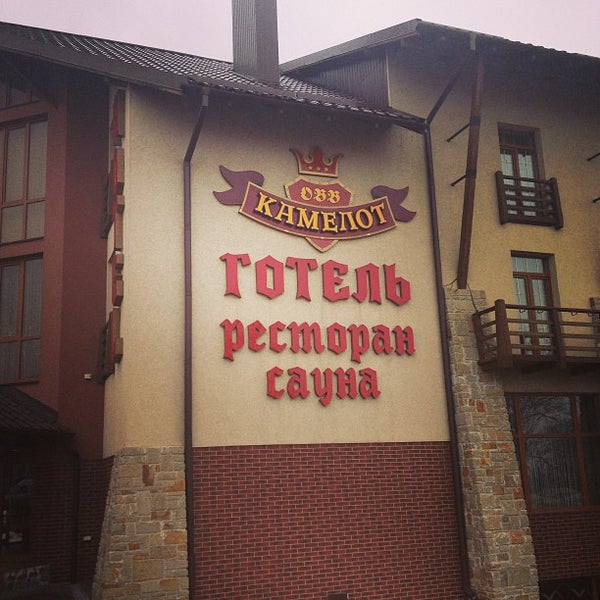 ОВВ
КАМЕЛОТ
готель
ресторан
сауна